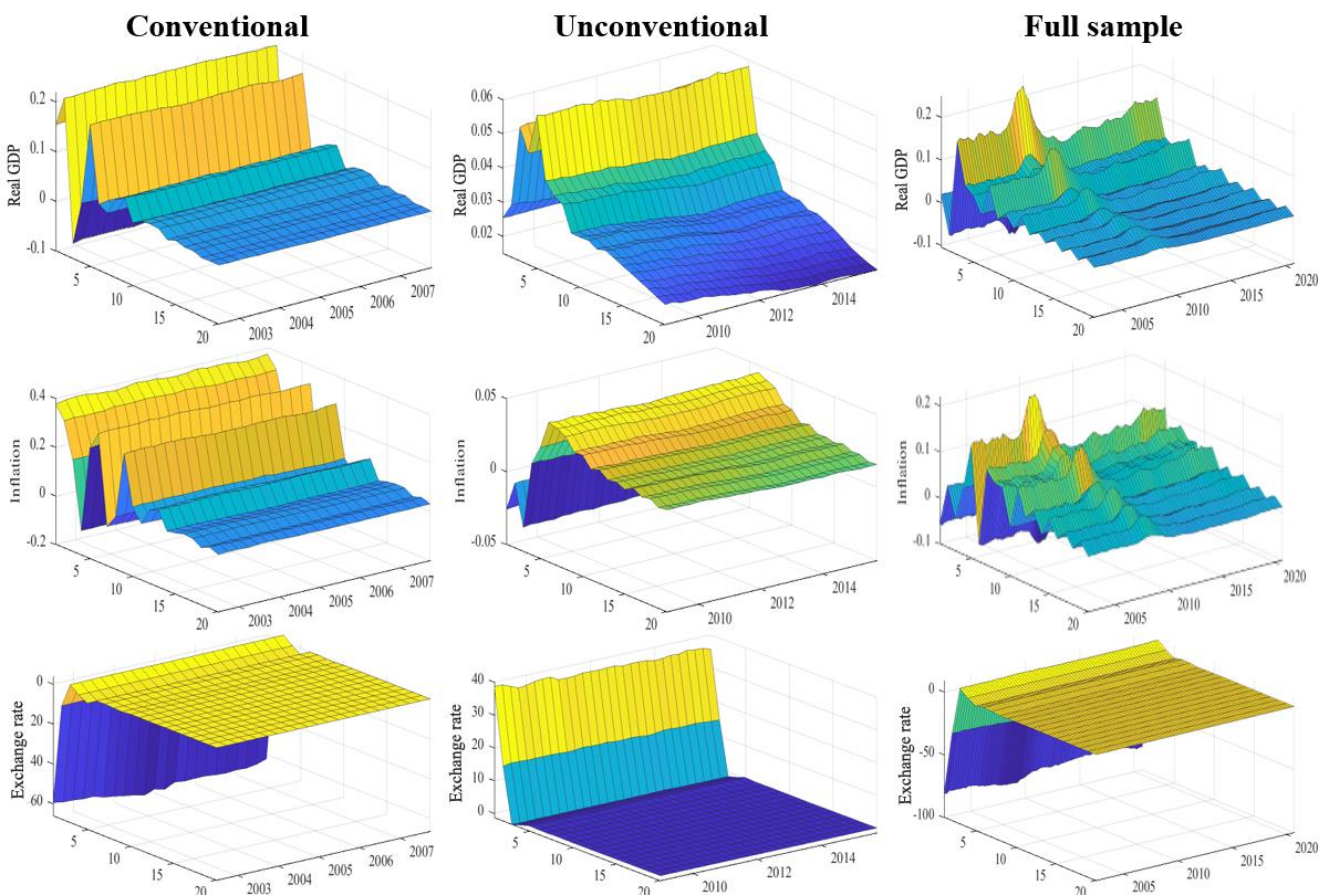 Conventional Unconventional Full sample
Real GDP 0.2 0.1 0 -0.1 5 10 15 20 2003 2004 2005 2006 2007
Real GDP 0.06 0.05 0.04 0.03 0.02 5 10 15 20 2010 2012 2014
Real GDP 0.2 0.1 0 -0.1 5 10 15 20 2005 2010 2015 2020
Inflation 0.4 0.2 0 -0.2 5 10 15 20 2003 2004 2005 2006 2007
Inflation 0.05 0 -0.05 5 10 15 20 2010 2012 2014
Inflation 0.2 0.1 0 -0.1 5 10 15 20 2005 2010 2015 2020
Exchange rate 0 20 40 60 5 10 15 20 2003 2004 2005 2006 2007
Exchange rate 40 30 20 10 0 5 10 15 20 2010 2012 2014
Exchange rate 0 -50 -100 5 10 15 20 2005 2010 2015 2020